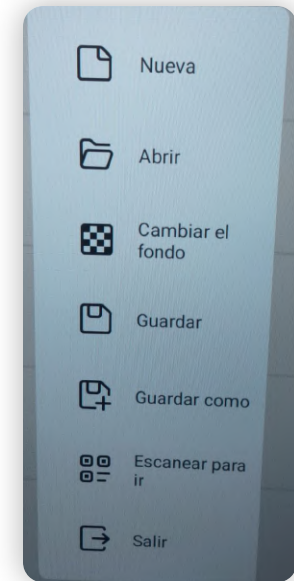 Nueva
Abrir
Cambiar el
fondo
Guardar
Guardar como
Escanear para
ir
Salir